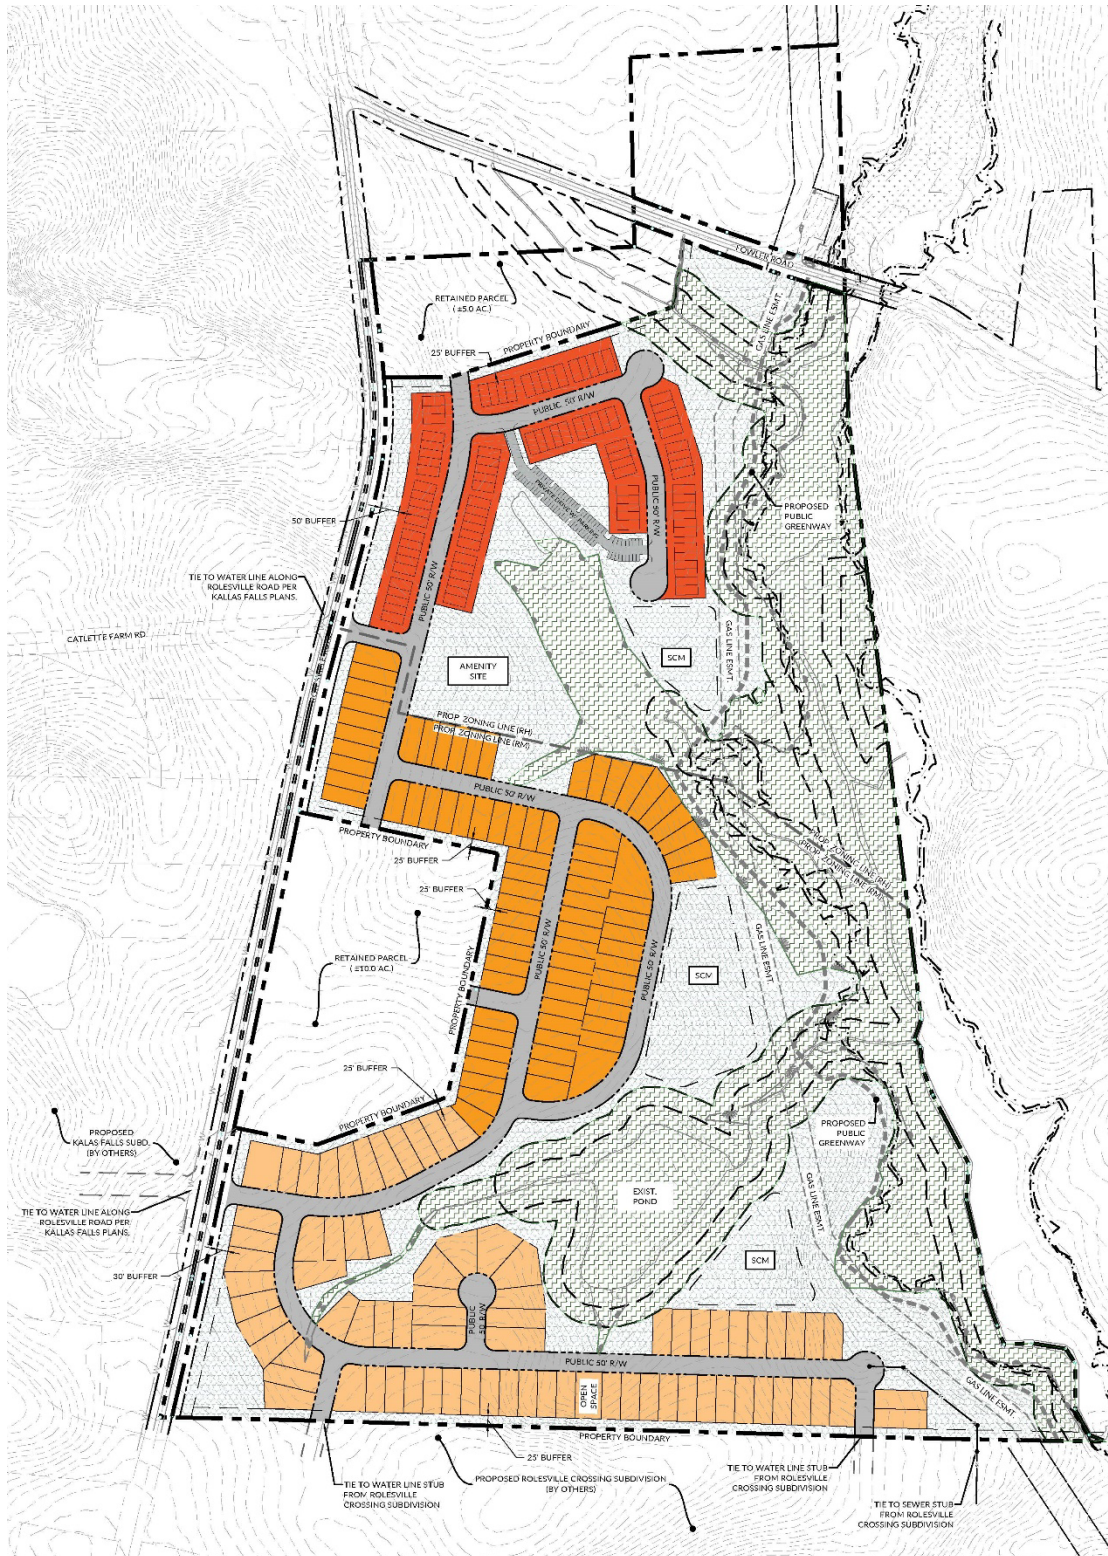 FOWLER ROAD
GAS LINE ESMT.
RETAINED PARCEL
( ±5.0 AC.)
PROPERTY BOUNDARY
25' BUFFER
PUBLIC 50' R/W
50' BUFFER
PRIVATE DRIVE W/ PARKING
PUBLIC 50' R/W
PROPOSED
PUBLIC
GREENWAY
TIE TO WATER LINE ALONG
ROLESVILLE ROAD PER
KALLAS FALLS PLANS.
PUBLIC 50' R/W
CATLETTE FARM RD.
GAS LINE ESMT.
AMENITY
SITE
SCM
PROP. ZONING LINE (RH)
PROP. ZONING LINE (RM)
PUBLIC 50' R/W
PROPERTY BOUNDARY
25' BUFFER
PROP. ZONING LINE (RH)
PROP. ZONING LINE (RM)
25' BUFFER
RETAINED PARCEL
( ±10.0 AC.)
PUBLIC 50' R/W
PUBLIC 50' R/W
GAS LINE ESMT.
SCM
PROPERTY BOUNDARY
25' BUFFER
PROPERTY BOUNDARY
PROPOSED
KALAS FALLS SUBD.
(BY OTHERS)
PROPOSED
PUBLIC
GREENWAY
EXIST.
POND
GAS LINE ESMT.
TIE TO WATER LINE ALONG
ROLESVILLE ROAD PER
KALLAS FALLS PLANS.
SCM
30' BUFFER
PUBLIC
50' R/W
PUBLIC 50' R/W
OPEN
SPACE
GAS LINE ESMT.
PROPERTY BOUNDARY
25' BUFFER
TIE TO WATER LINE STUB
FROM ROLESVILLE
CROSSING SUBDIVISION
PROPOSED ROLESVILLE CROSSING SUBDIVISION
(BY OTHERS)
TIE TO WATER LINE STUB
FROM ROLESVILLE
CROSSING SUBDIVISION
TIE TO SEWER STUB
FROM ROLESVILLE
CROSSING SUBDIVISION